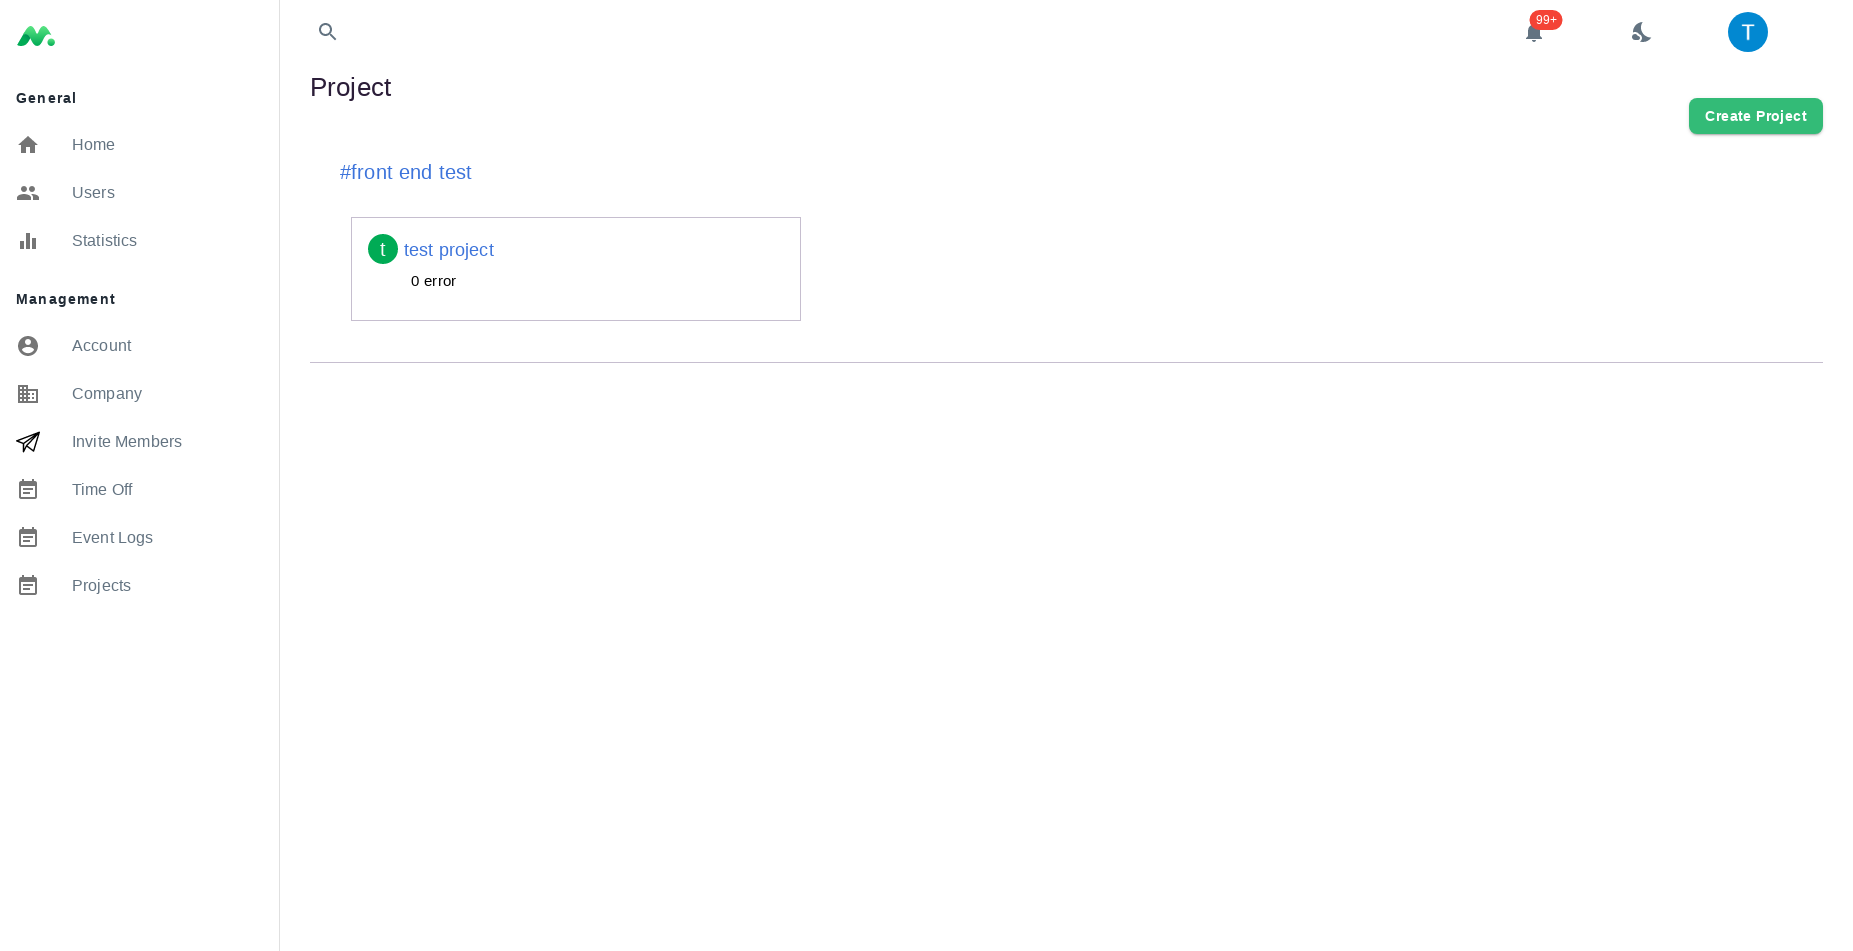 General
Home
Users
Statistics
Management
Account
Company
Invite Members
Time Off
Event Logs
Projects
99+
T
Project
Create Project
#front end test
t test project
0 error